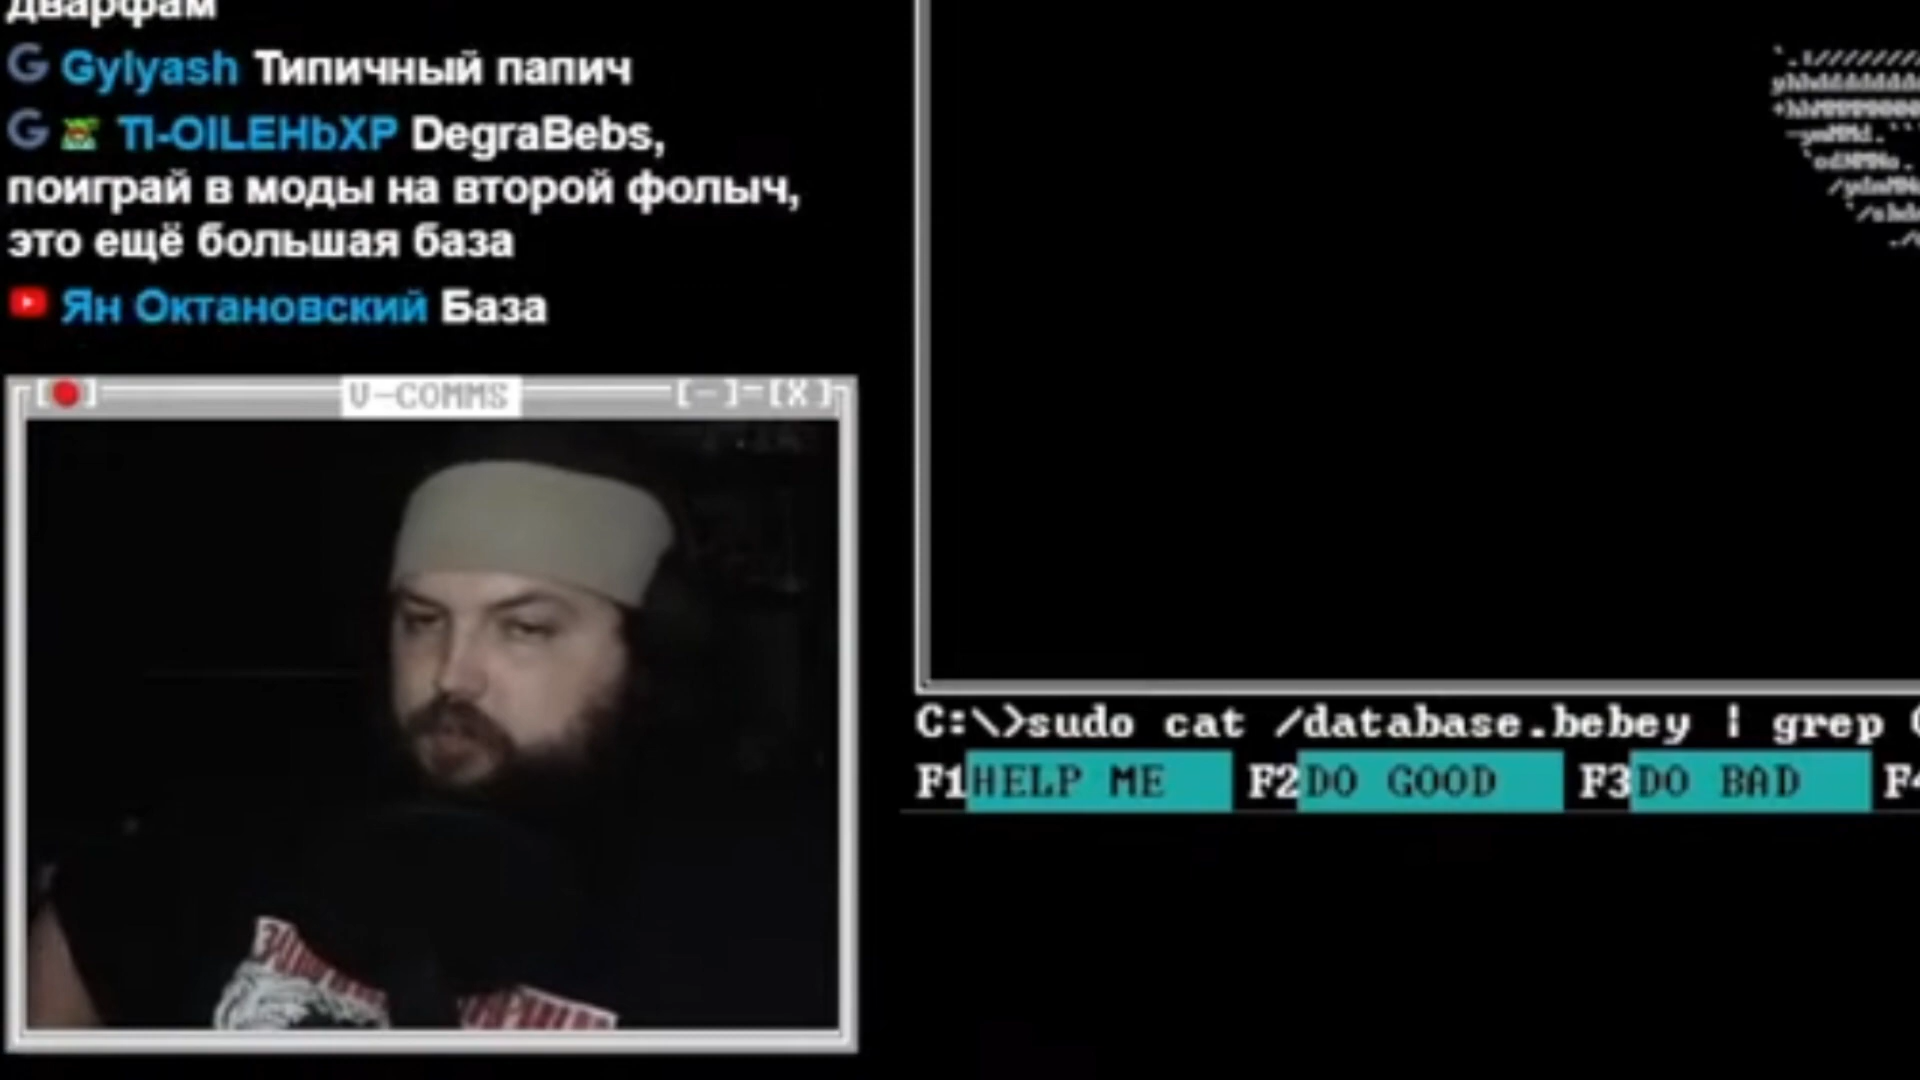 дварфам
Gylyash Типичный папич
TI-OILEHbXP DegraBebs,
поиграй в моды на второй фолыч,
это ещё большая база
Ян Октановский База
V-COMMS [-]-[X]
C:\>sudo cat /database.bebey | grep
F1HELP ME F2DO GOOD F3DO BAD F4